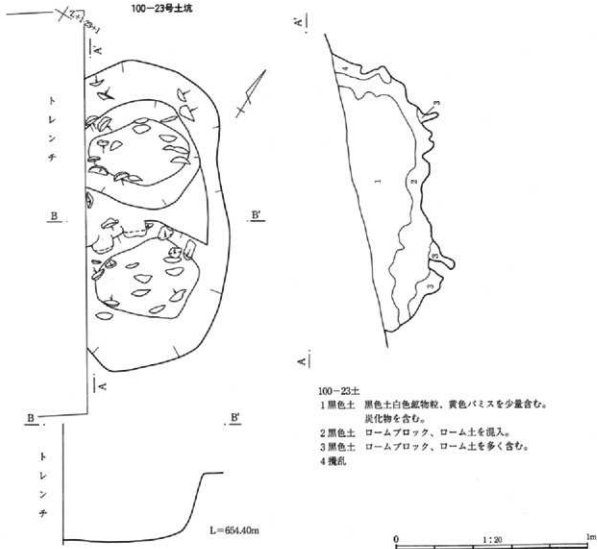 100-23号土坑
A'
A'
トレンチ
1
2
3
3
3
4
B
B'
A
A
B
B'
トレンチ
L=654.40m
100-23土
1黒色土 黒色土白色鉱物粒、黄色パミスを少量含む。
炭化物を含む。
2黒色土 ロームブロック、ローム土を混入。
3黒色土 ロームブロック、ローム土を多く含む。
4攪乱
0 1:20 1m